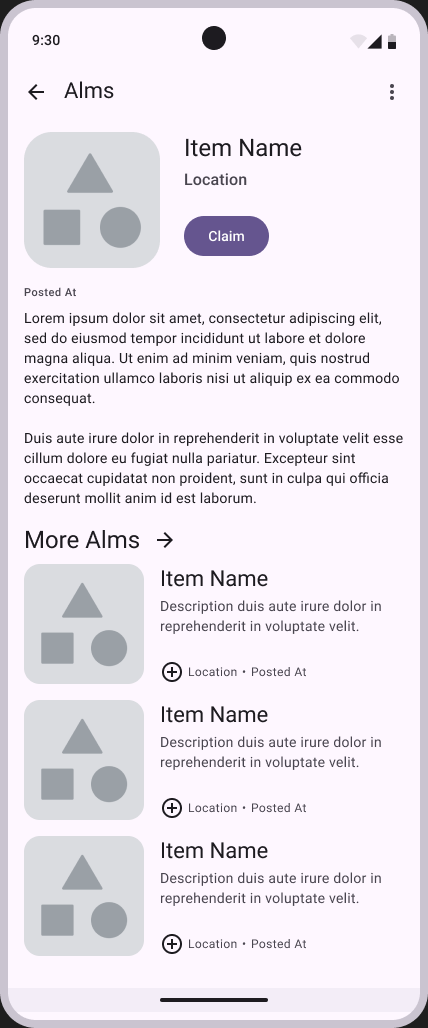 9:30
Alms
Item Name
Location
Claim
Posted At
Lorem ipsum dolor sit amet, consectetur adipiscing elit,
sed do eiusmod tempor incididunt ut labore et dolore
magna aliqua. Ut enim ad minim veniam, quis nostrud
exercitation ullamco laboris nisi ut aliquip ex ea commodo
consequat.
Duis aute irure dolor in reprehenderit in voluptate velit esse
cillum dolore eu fugiat nulla pariatur. Excepteur sint
occaecat cupidatat non proident, sunt in culpa qui officia
deserunt mollit anim id est laborum.
More Alms
Item Name
Description duis aute irure dolor in
reprehenderit in voluptate velit.
Location • Posted At
Item Name
Description duis aute irure dolor in
reprehenderit in voluptate velit.
Location • Posted At
Item Name
Description duis aute irure dolor in
reprehenderit in voluptate velit.
Location • Posted At